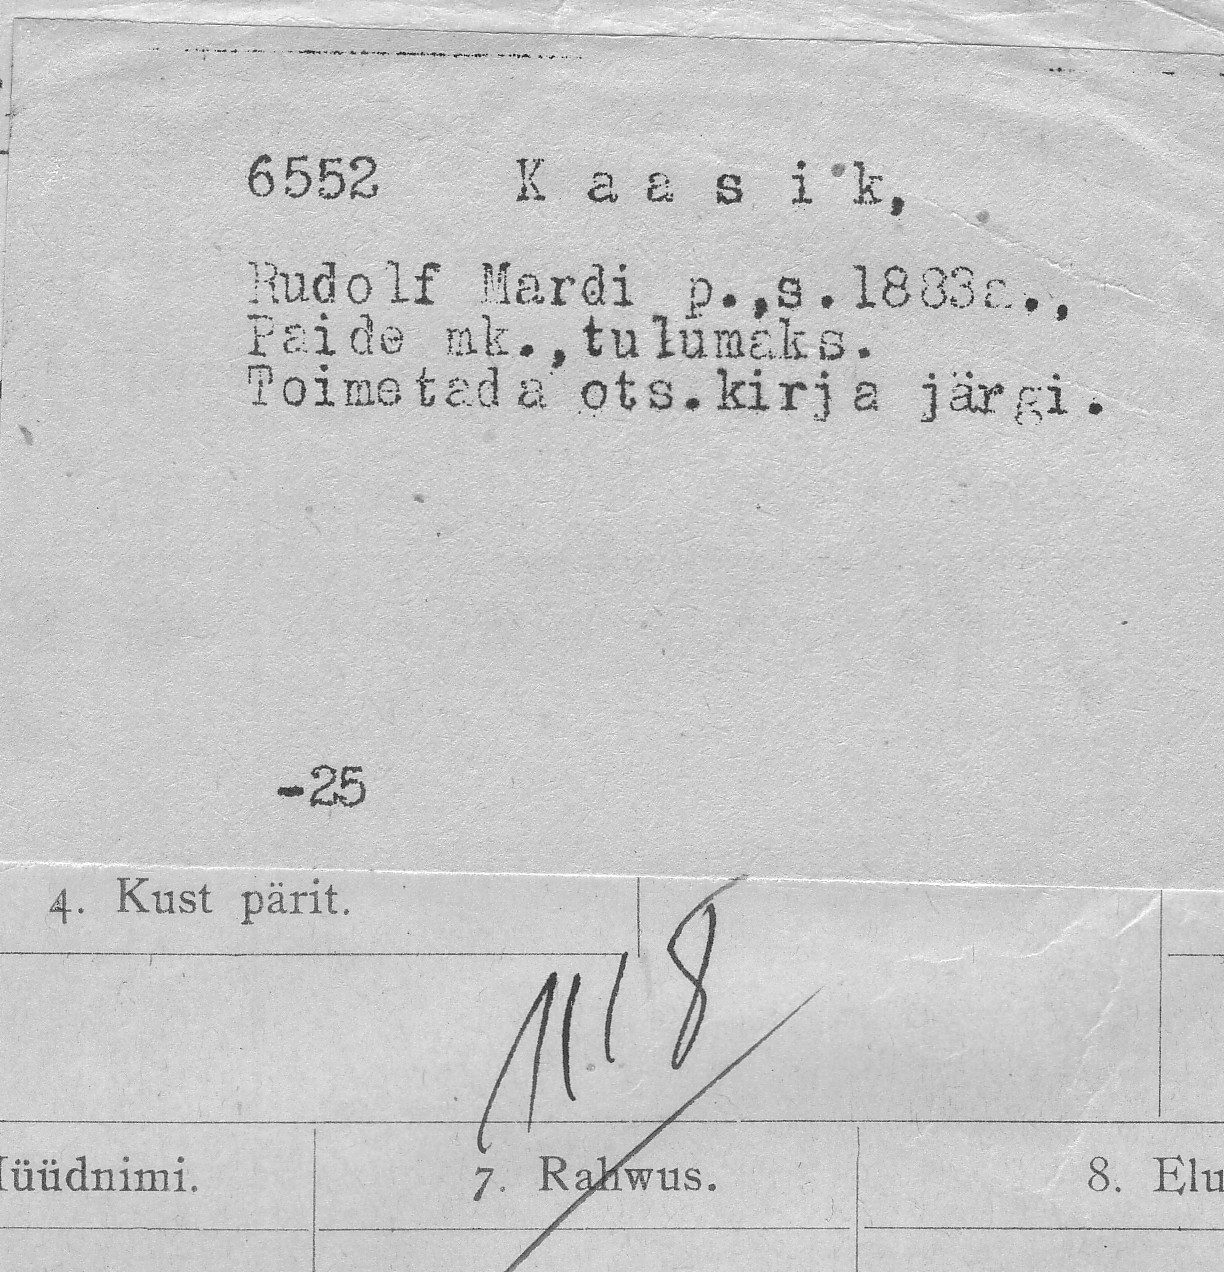 6552 K a a s i k,
Rudolf Mardi p.,s.1883a.,
Paide mk.,tulumaks.
Toimetada ots.kirja järgi.
-25
4. Kust pärit.
1118
üüdnimi. 7. Rahwus. 8. Elu